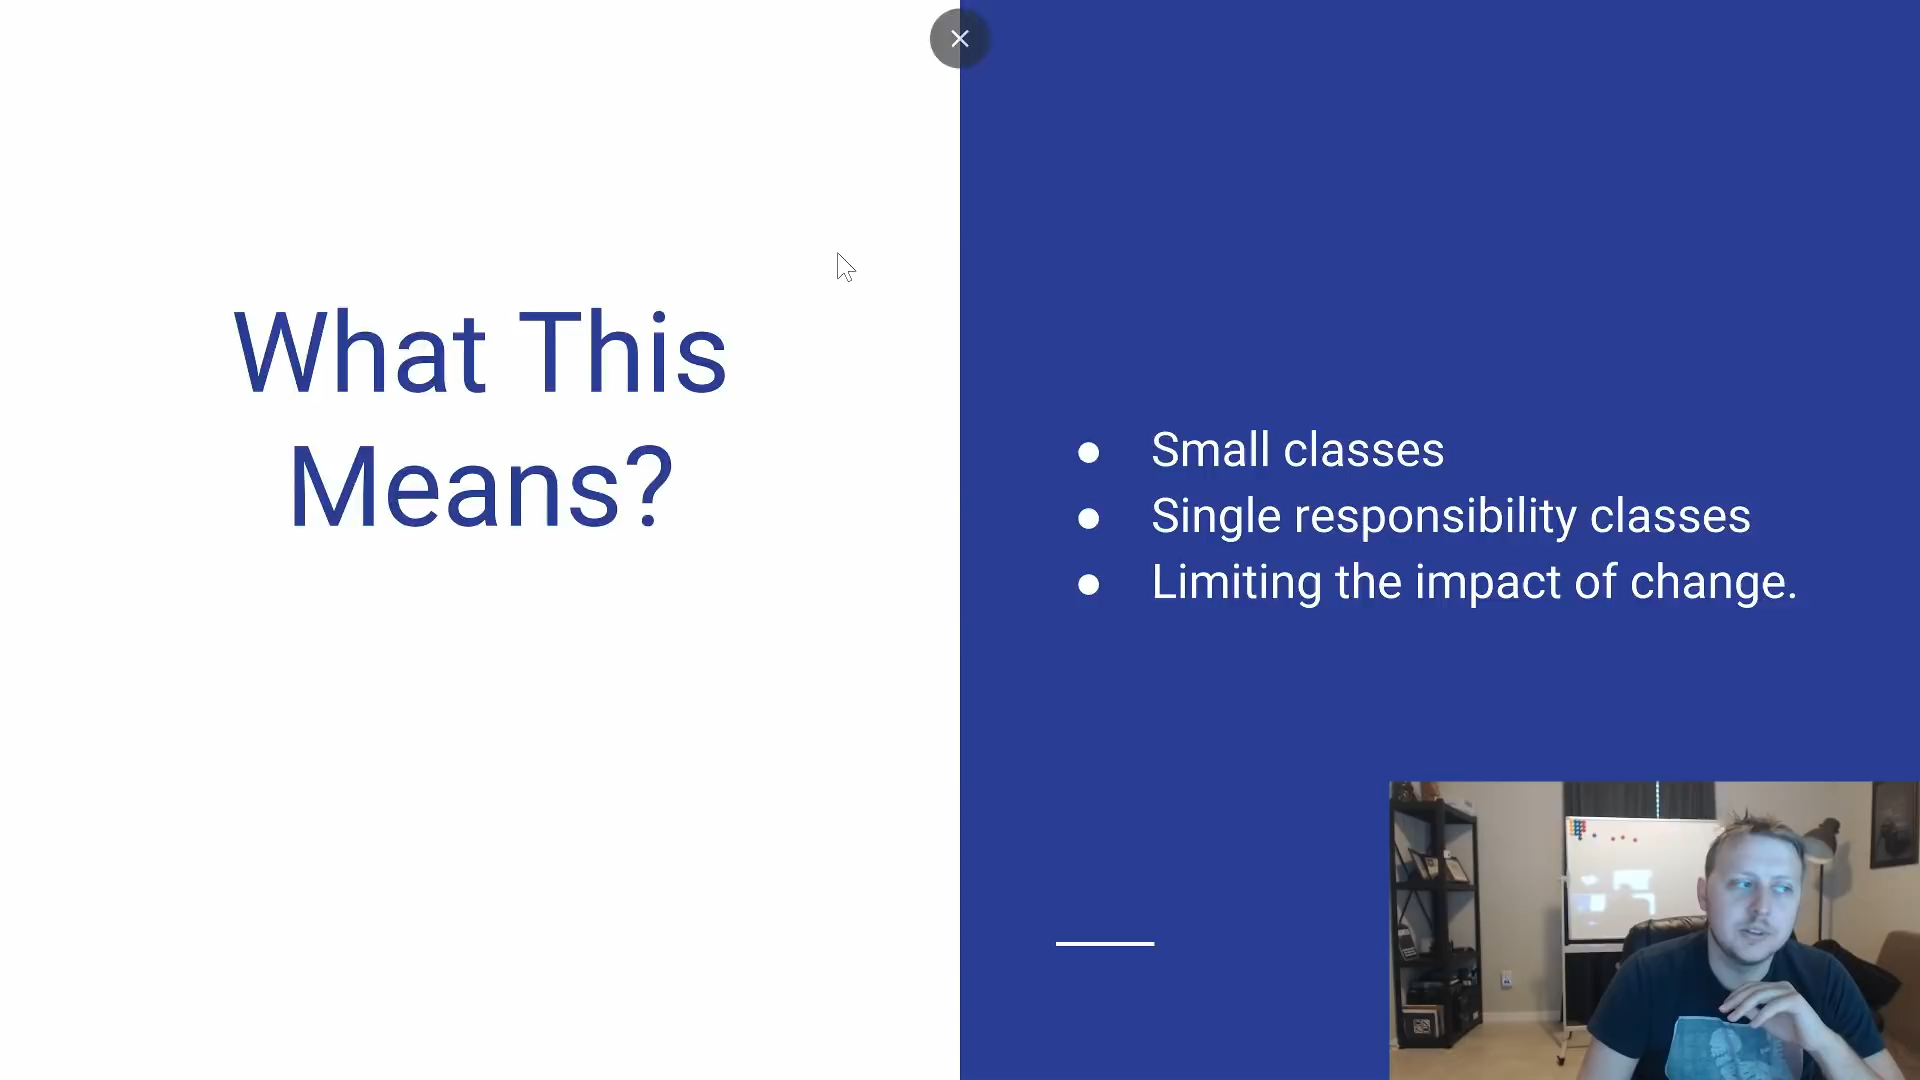 What This
Means?
Small classes
Single responsibility classes
Limiting the impact of change.